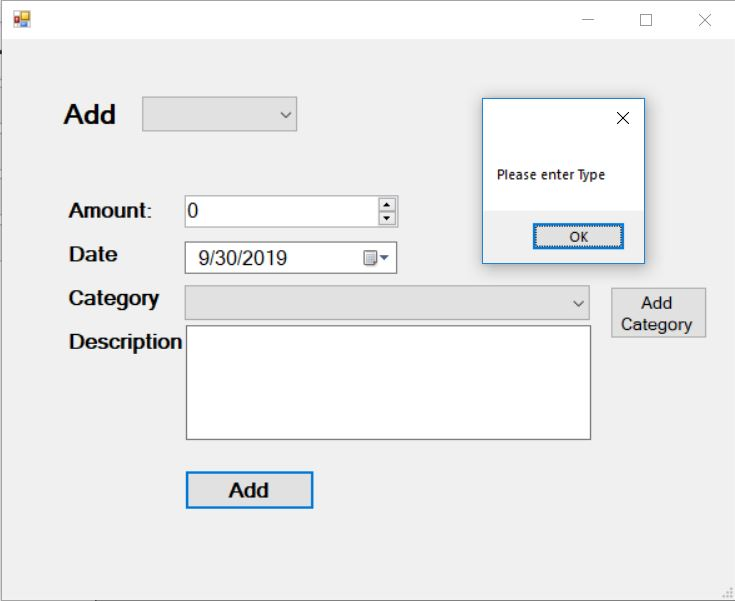 Add
Please enter Type
OK
Amount:
0
Date
9/30/2019
Category
Add
Category
Description
Add